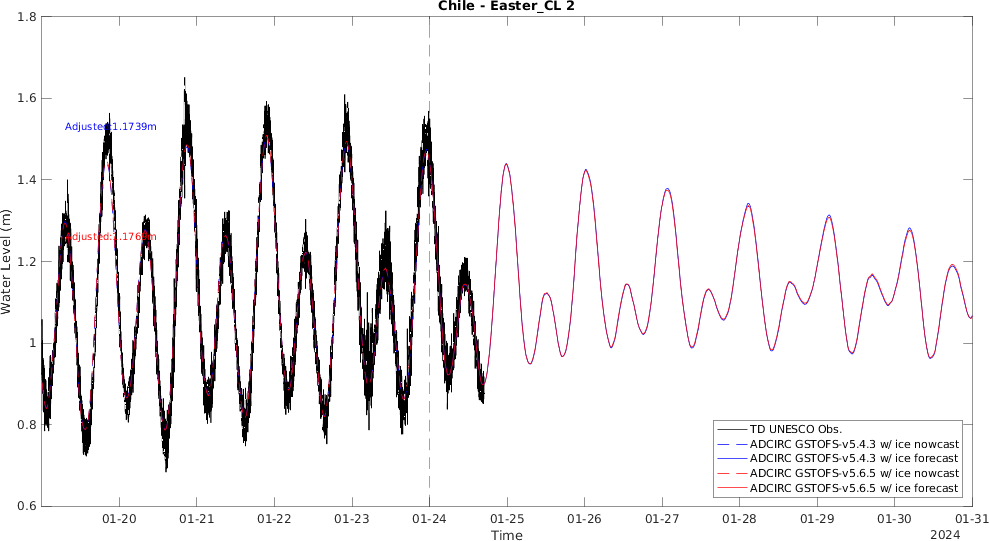 Chile - Easter_CL 2
1.8
1.6
1.4
1.2
1
0.8
0.6
Water Level (m)
Adjusted:1.1739m
TD UNESCO Obs.
ADCIRC GSTOFS-v5.4.3 w/ ice nowcast
ADCIRC GSTOFS-v5.4.3 w/ ice forecast
ADCIRC GSTOFS-v5.6.5 w/ ice nowcast
ADCIRC GSTOFS-v5.6.5 w/ ice forecast
01-20 01-21 01-22 01-23 01-24 01-25 01-26 01-27 01-28 01-29 01-30 01-31
Time
2024